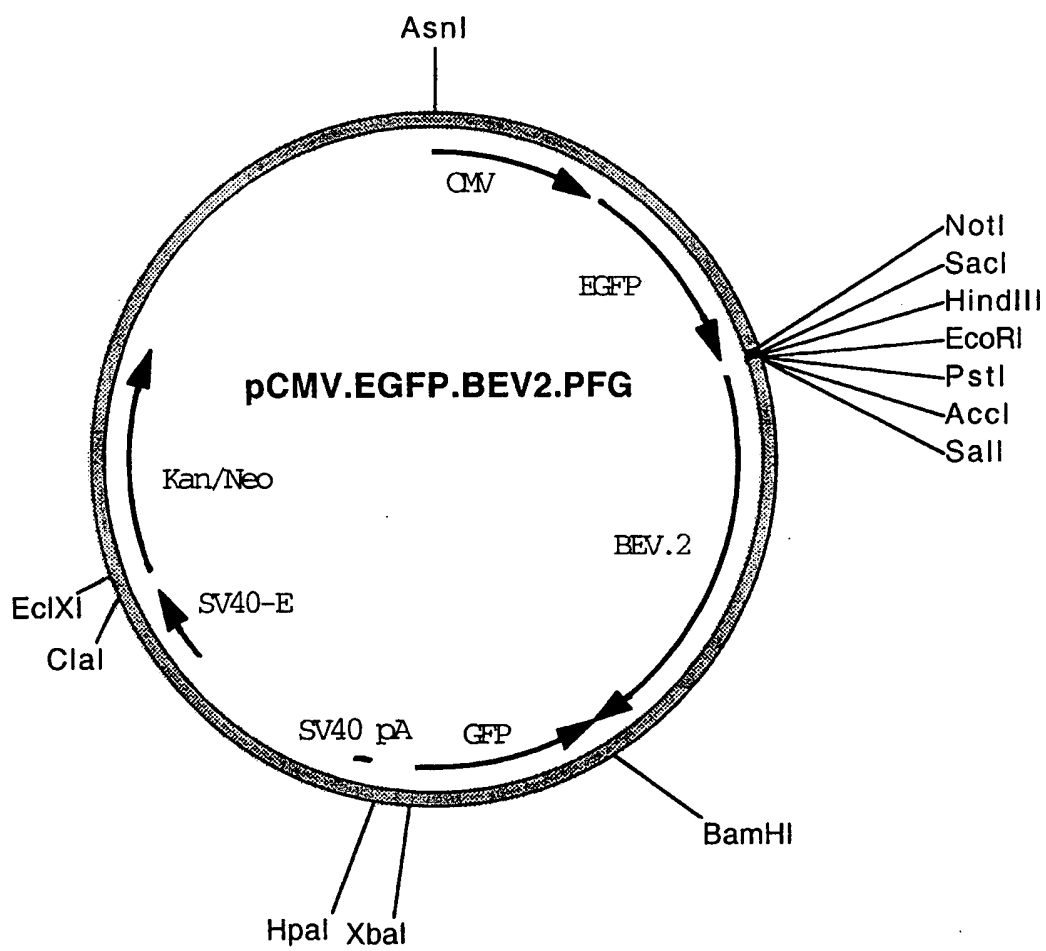 AsnI
CMV
EGFP
NotI
SacI
HindIII
EcoRI
PstI
AccI
SalI
pCMV.EGFP.BEV2.PFG
Kan/Neo
BEV.2
EclXI
SV40-E
ClaI
SV40 pA
GFP
BamHI
HpaI
XbaI